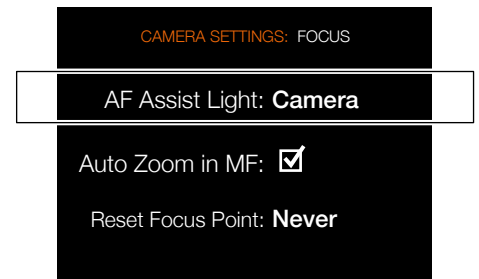 CAMERA SETTINGS: FOCUS
AF Assist Light: Camera
Auto Zoom in MF:
Reset Focus Point: Never